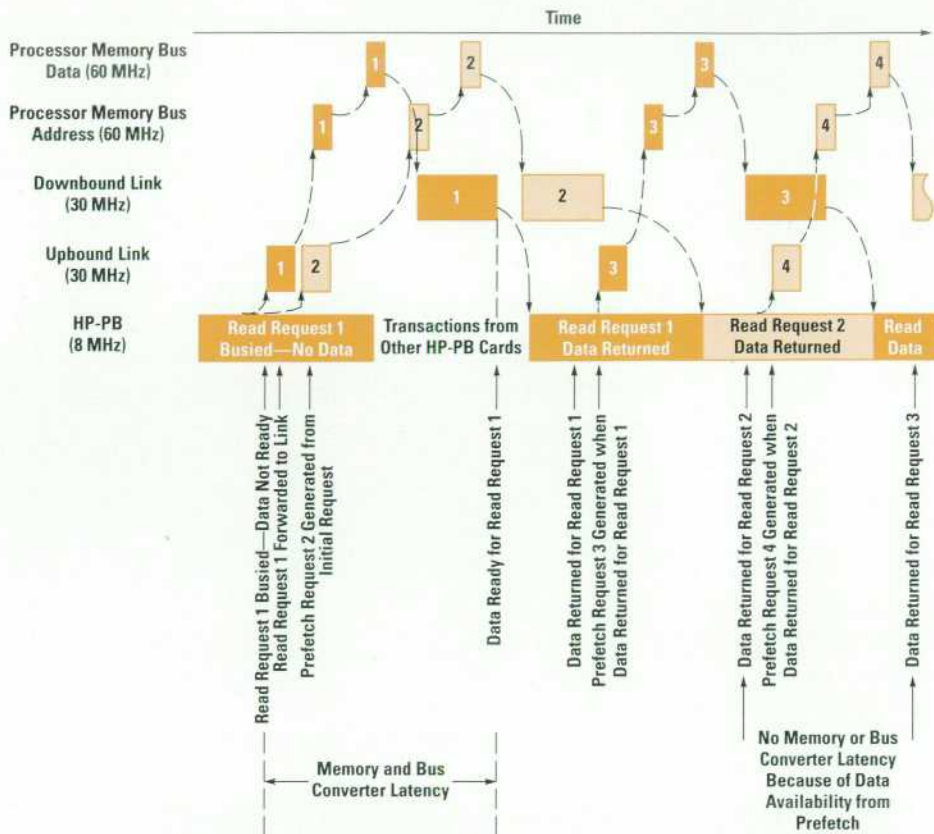 Time
Processor Memory Bus
Data (60 MHz)
1
2
3
4
Processor Memory Bus
Address (60 MHz)
1
2
3
4
Downbound Link
(30 MHz)
1
2
3
Upbound Link
(30 MHz)
1
2
3
4
HP-PB
(8 MHz)
Read Request 1
Busied—No Data
Transactions from
Other HP-PB Cards
Read Request 1
Data Returned
Read Request 2
Data Returned
Read
Data
Read Request 1 Busied—Data Not Ready
Read Request 1 Forwarded to Link
Prefetch Request 2 Generated from
Initial Request
Data Ready for Read Request 1
Data Returned for Read Request 1
Prefetch Request 3 Generated when
Data Returned for Read Request 1
Data Returned for Read Request 2
Prefetch Request 4 Generated when
Data Returned for Read Request 2
Data Returned for Read Request 3
Memory and Bus
Converter Latency
No Memory or Bus
Converter Latency
Because of Data
Availability from
Prefetch